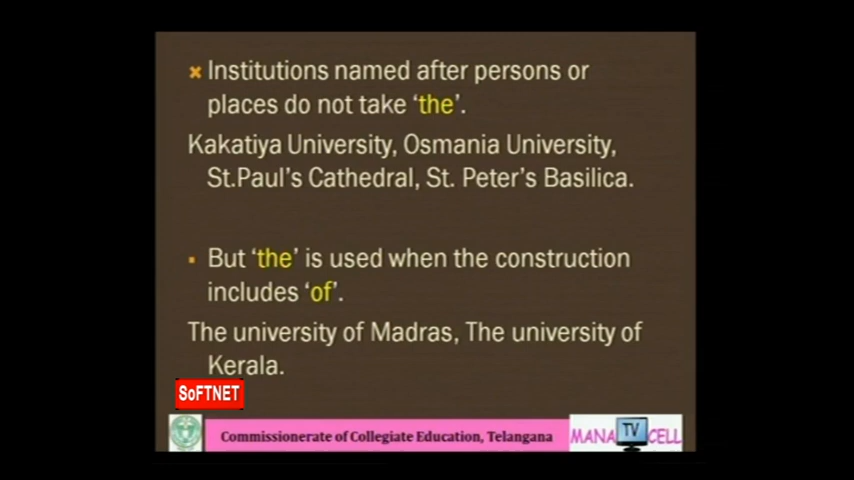 Institutions named after persons or
places do not take ‘the’.
Kakatiya University, Osmania University,
St.Paul’s Cathedral, St. Peter’s Basilica.
But ‘the’ is used when the construction
includes ‘of’.
The university of Madras, The university of
Kerala.
SoFTNET
Commissionerate of Collegiate Education, Telangana
MANA TV CELL